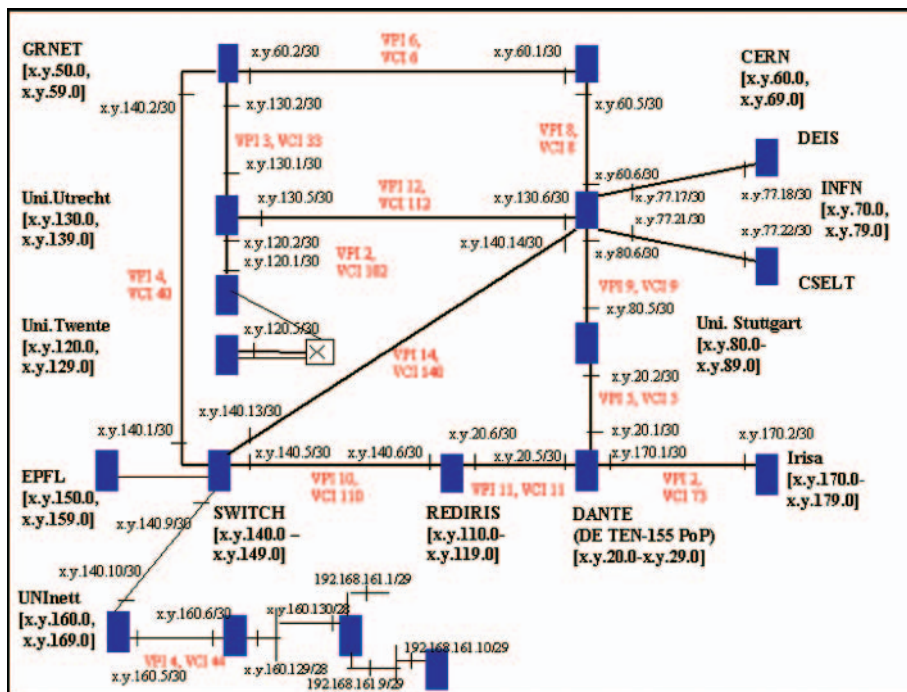 GRNET
[x.y.50.0,
x.y.59.0]
x.y.60.2/30
VPI 6,
VCI 6
x.y.60.1/30
CERN
[x.y.60.0,
x.y.69.0]
x.y.140.2/30
x.y.130.2/30
x.y.60.5/30
VPI 3, VCI 33
VPI 8,
VCI 8
DEIS
x.y.130.1/30
x.y60.6/30
x.y.77.17/30
x.y.77.18/30
Uni.Utrecht
[x.y.130.0,
x.y.139.0]
x.y.130.5/30
VPI 12,
VCI 112
x.y.130.6/30
x.y.77.21/30
INFN
[x.y.70.0,
x.y.79.0]
x.y.120.2/30
x.y.120.1/30
VPI 2,
VCI 102
x.y.140.14/30
x.y.80.6/30
x.y.77.22/30
VPI 4,
VCI 40
VPI 9, VCI 9
CSELT
Uni.Twente
[x.y.120.0,
x.y.129.0]
x.y.120.5/30
x.y.80.5/30
Uni. Stuttgart
[x.y.80.0-
x.y.89.0]
VPI 14,
VCI 140
x.y.20.2/30
VPI 5, VCI 5
x.y.140.13/30
x.y.140.1/30
x.y.140.5/30
x.y.140.6/30
x.y.20.6/30
x.y.20.5/30
x.y.20.1/30
x.y.170.1/30
x.y.170.2/30
EPFL
[x.y.150.0,
x.y.159.0]
VPI 10,
VCI 110
VPI 11, VCI 11
VPI 2,
VCI 73
Irisa
[x.y.170.0-
x.y.179.0]
x.y.140.9/30
SWITCH
[x.y.140.0 –
x.y.149.0]
REDIRIS
[x.y.110.0-
x.y.119.0]
DANTE
(DE TEN-155 PoP)
[x.y.20.0-x.y.29.0]
x.y.140.10/30
UNInett
[x.y.160.0,
x.y.169.0]
x.y.160.6/30
x.y.160.130/28
192.168.161.1/29
VPI 4, VCI 44
x.y.160.5/30
x.y.160.129/28
192.168.161.9/29
192.168.161.10/29